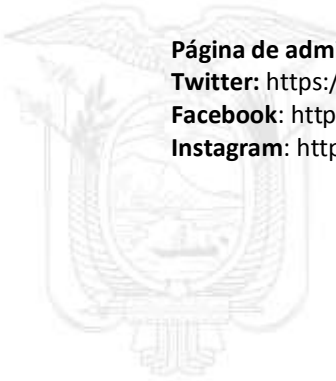 Página de adm
Twitter: https:/
Facebook: http
Instagram: http